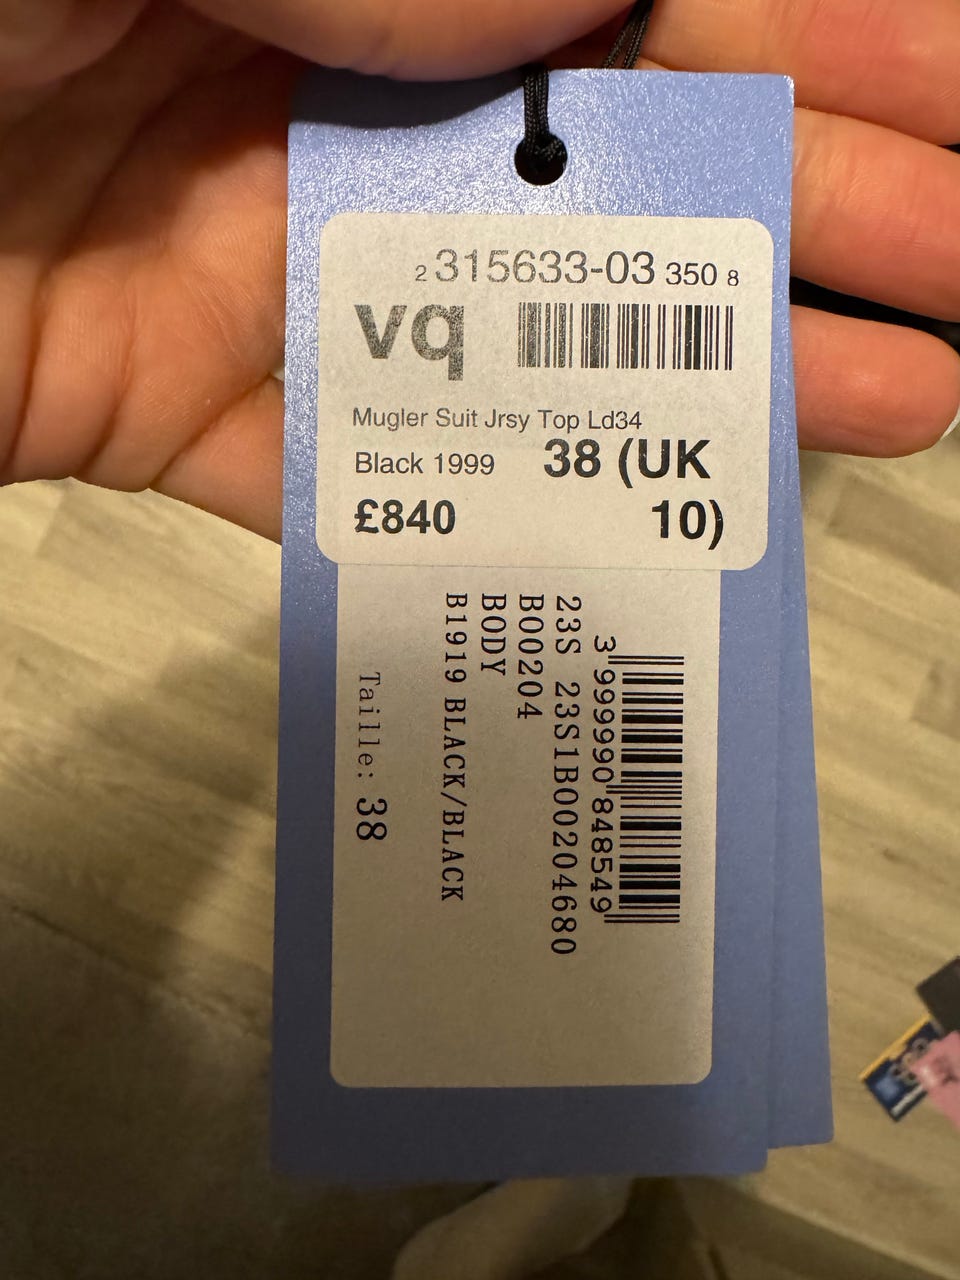 2 315633-03 350 8
vq
Mugler Suit Jrsy Top Ld34
Black 1999 38 (UK
£840 10)
3 999990 848549
23S 23S1B00204680
B00204
BODY
B1919 BLACK/BLACK
Taille: 38